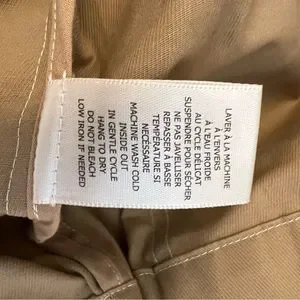 LAVER À LA MACHINE
À L'ENVERS
À L'EAU FROIDE
AU CYCLE DÉLICAT
SUSPENDRE POUR SÉCHER
NE PAS JAVELLISER
REPASSER À BASSE
TEMPÉRATURE SI
NÉCESSAIDE
MACHINE WASH COLD
INSIDE OUT
IN GENTLE CYCLE
HANG TO DRY
DO NOT BLEACH
LOW IRON IF NEEDED